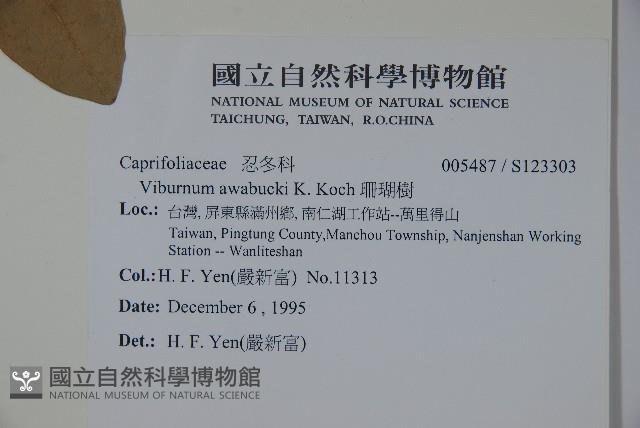 國立自然科學博物館
NATIONAL MUSEUM OF NATURAL SCIENCE
TAICHUNG, TAIWAN, R.O.CHINA
Caprifoliaceae 忍冬科 005487 / S123303
Viburnum awabucki K. Koch 珊瑚樹
Loc.: 台灣, 屏東縣滿州鄉, 南仁湖工作站--萬里得山
Taiwan, Pingtung County,Manchou Township, Nanjenshan Working
Station -- Wanliteshan
Col.: H. F. Yen(嚴新富) No.11313
Date: December 6 , 1995
Det.: H. F. Yen(嚴新富)
國立自然科學博物館
NATIONAL MUSEUM OF NATURAL SCIENCE